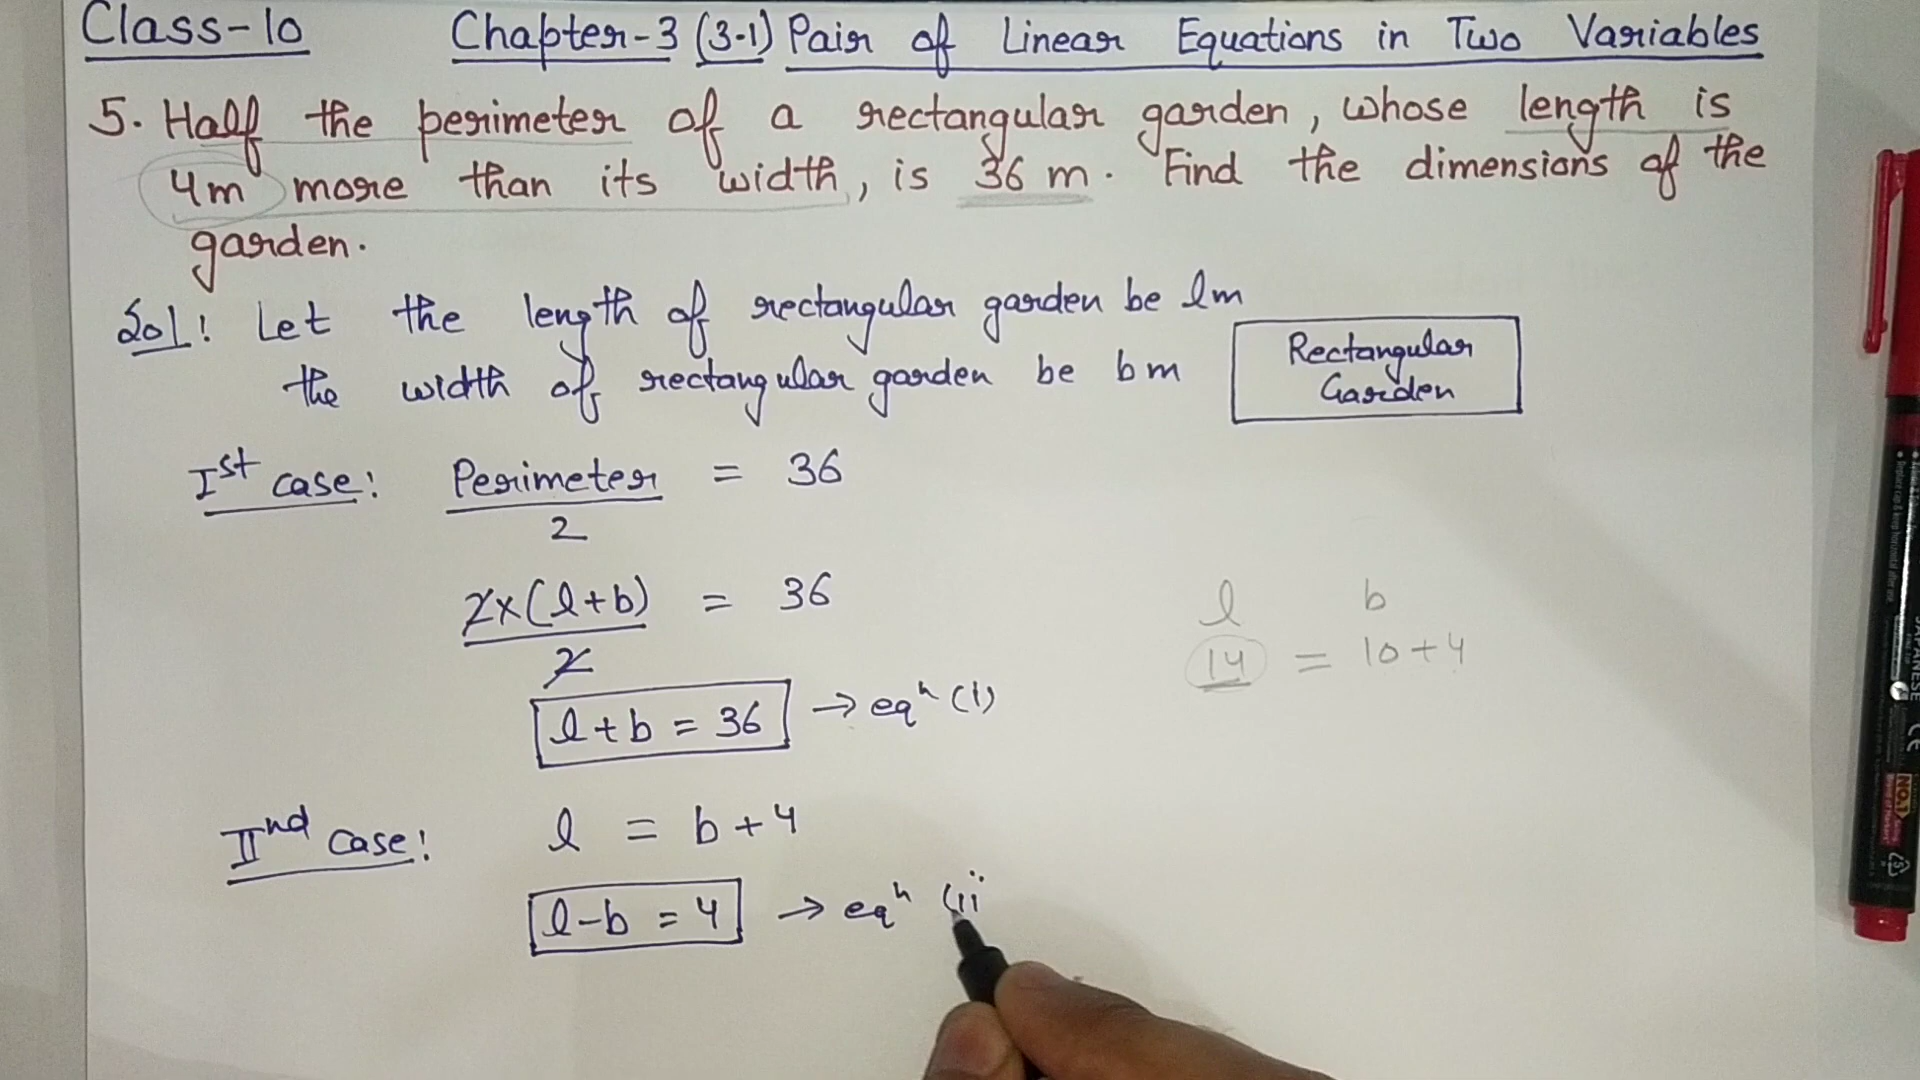 Class-10 Chapter-3 (3.1) Pair of Linear Equations in Two Variables
5. Half the perimeter of a rectangular garden, whose length is
4m more than its width, is 36 m. Find the dimensions of the
garden.
Sol: Let the length of rectangular garden be lm
the width of rectangular garden be bm
Rectangular
Garden
Ist case: Perimeter/2 = 36
2x(l+b)/2 = 36
l b
14 = 10+4
l+b = 36 → eqn (i)
IInd case: l = b+4
l-b = 4 → eqn (ii